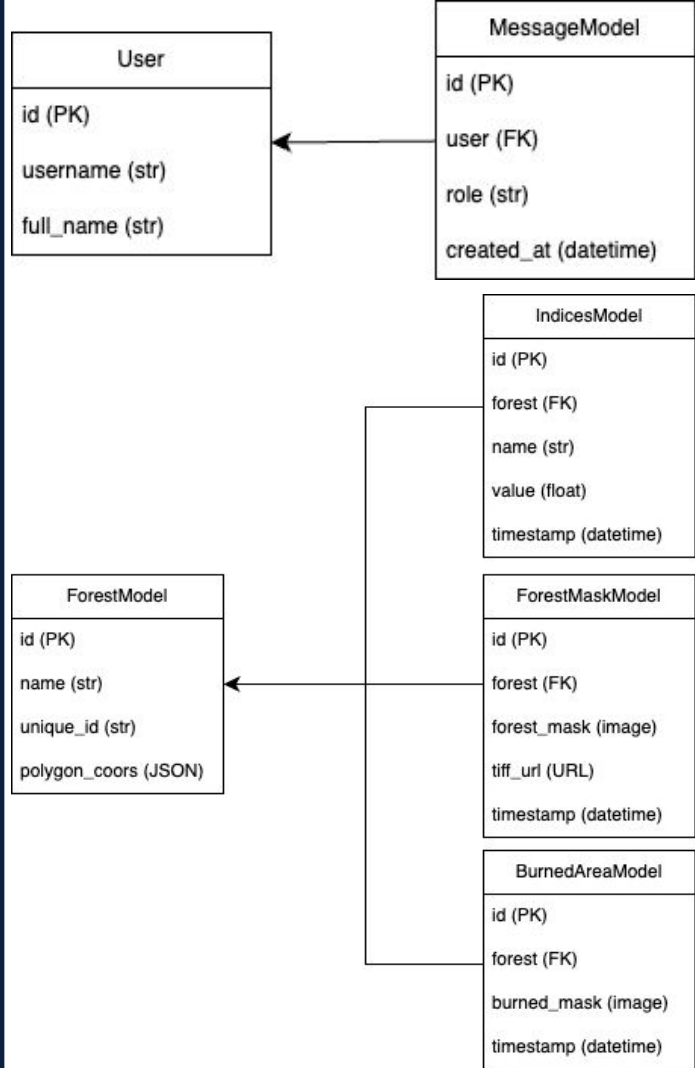 User
id (PK)
username (str)
full_name (str)
MessageModel
id (PK)
user (FK)
role (str)
created_at (datetime)
IndicesModel
id (PK)
forest (FK)
name (str)
value (float)
timestamp (datetime)
ForestModel
id (PK)
name (str)
unique_id (str)
polygon_coors (JSON)
ForestMaskModel
id (PK)
forest (FK)
forest_mask (image)
tiff_url (URL)
timestamp (datetime)
BurnedAreaModel
id (PK)
forest (FK)
burned_mask (image)
timestamp (datetime)